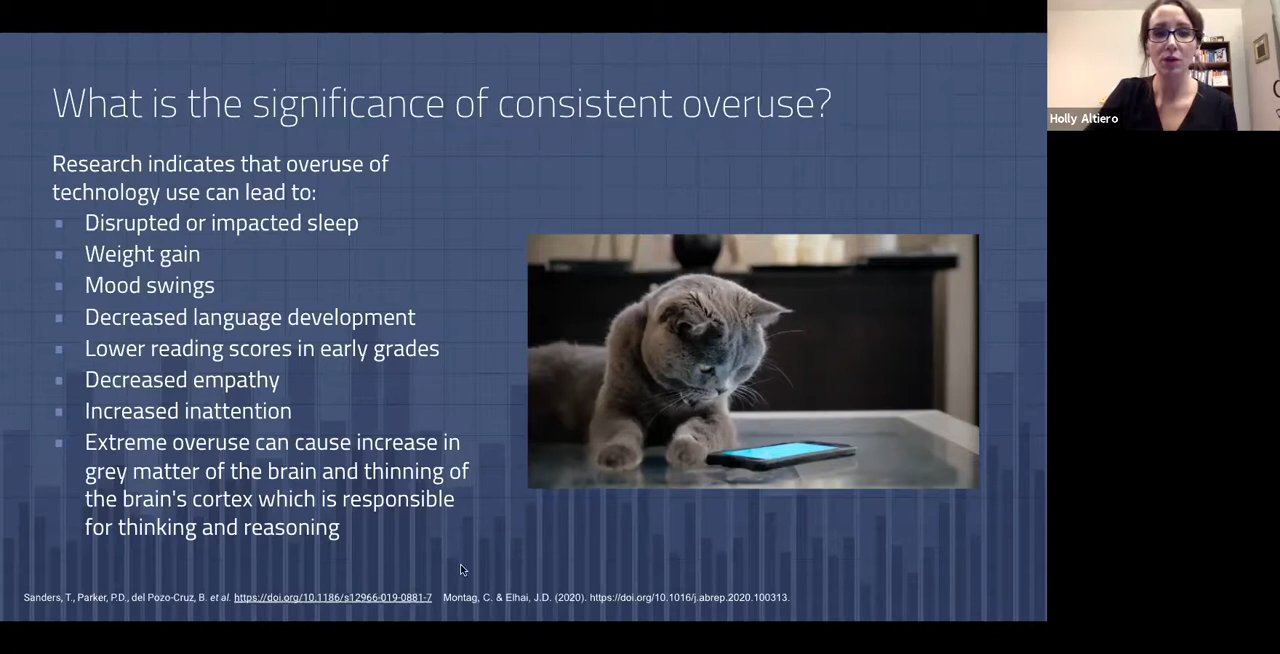 What is the significance of consistent overuse?
Research indicates that overuse of
technology use can lead to:
▪ Disrupted or impacted sleep
▪ Weight gain
▪ Mood swings
▪ Decreased language development
▪ Lower reading scores in early grades
▪ Decreased empathy
▪ Increased inattention
▪ Extreme overuse can cause increase in
grey matter of the brain and thinning of
the brain's cortex which is responsible
for thinking and reasoning
Sanders, T., Parker, P.D., del Pozo-Cruz, B. et al. https://doi.org/10.1186/s12966-019-0881-7 Montag, C. & Elhai, J.D. (2020). https://doi.org/10.1016/j.abrep.2020.100313.
Holly Altiero